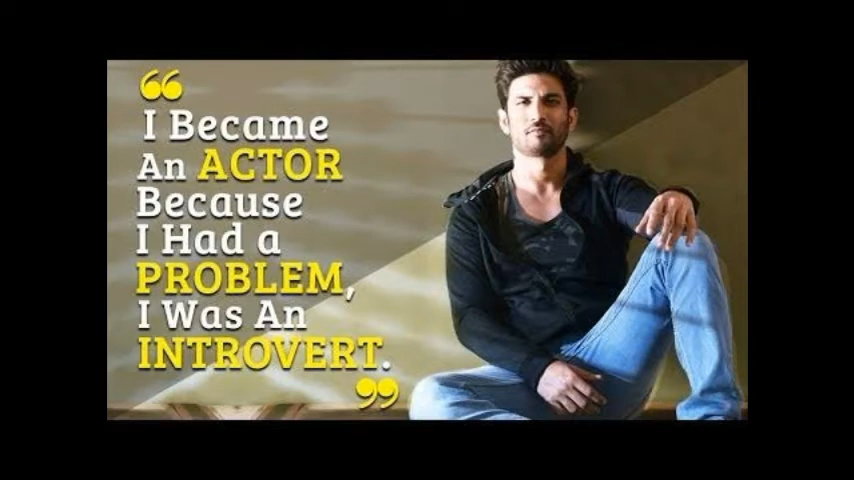 “
I Became
An ACTOR
Because
I Had a
PROBLEM,
I Was An
INTROVERT.
”